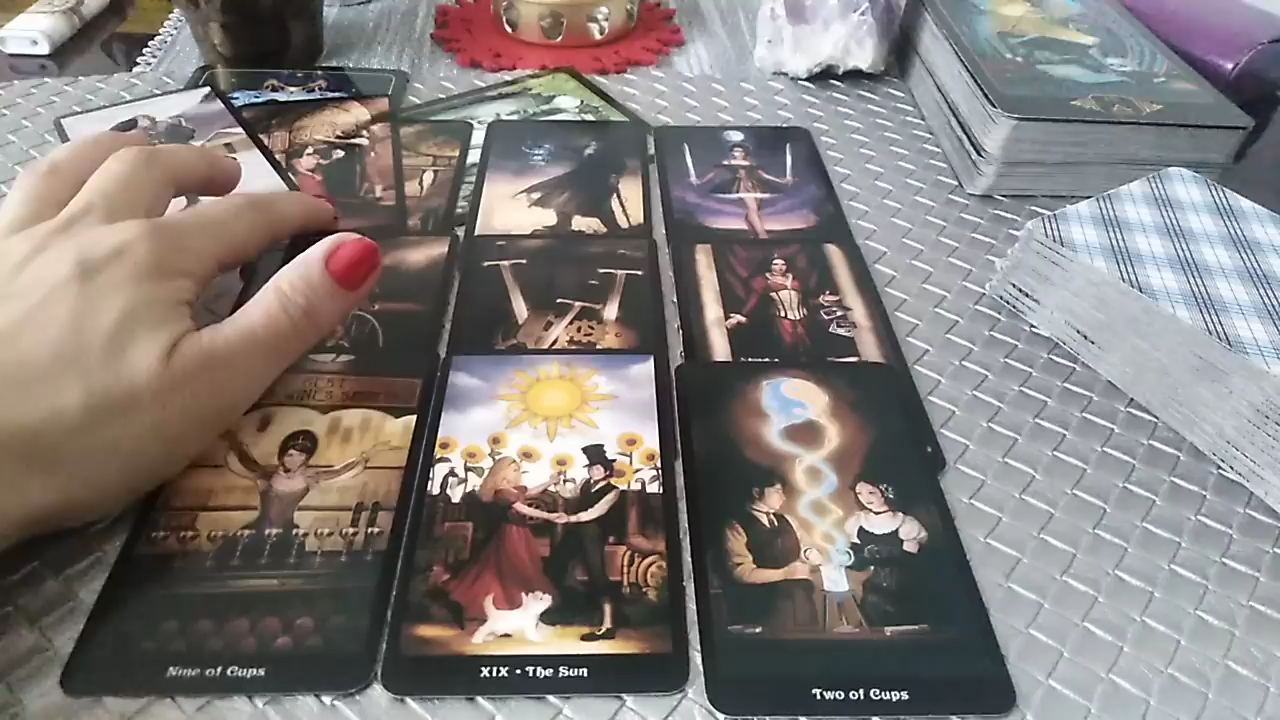 Nine of Cups
XIX • The Sun
Two of Cups